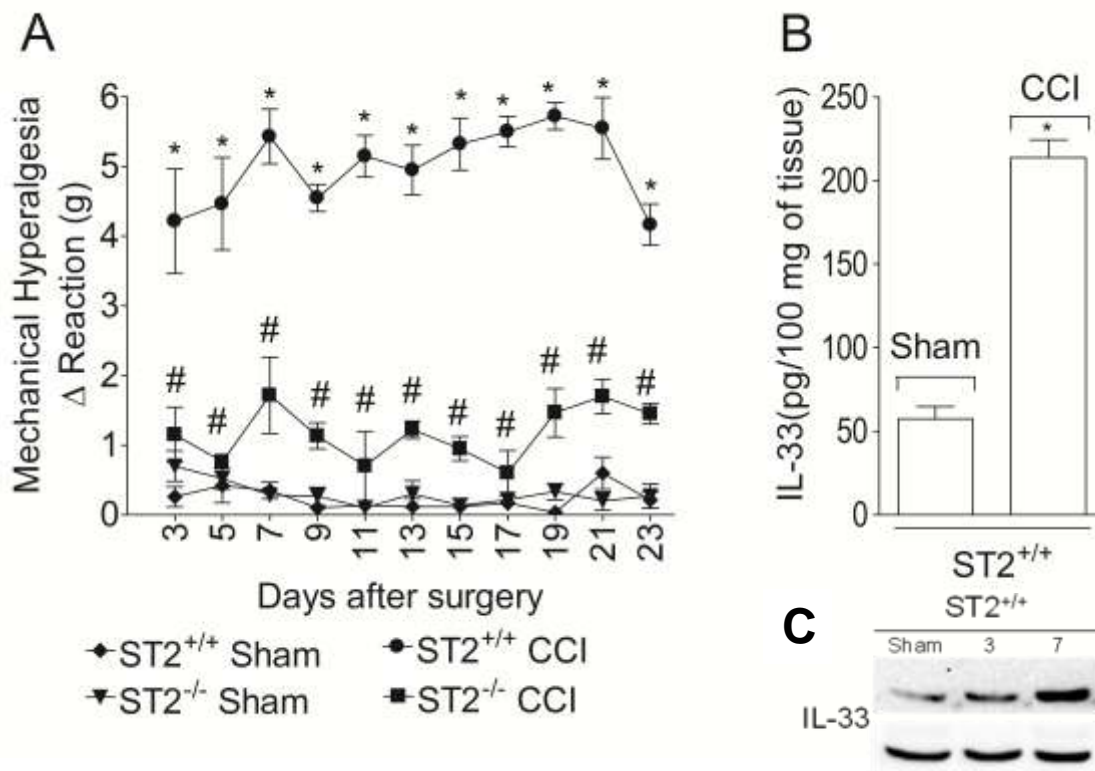 A
Mechanical Hyperalgesia
Δ Reaction (g)
6
5
4
3
2
1
0
* * * * * * * * * * *
# # # # # # # # # # #
3 5 7 9 11 13 15 17 19 21 23
Days after surgery
ST2+/+ Sham
ST2+/+ CCI
ST2-/- Sham
ST2-/- CCI
B
IL-33(pg/100 mg of tissue)
250
200
150
100
50
0
Sham
CCI
*
ST2+/+
C
ST2+/+
Sham 3 7
IL-33